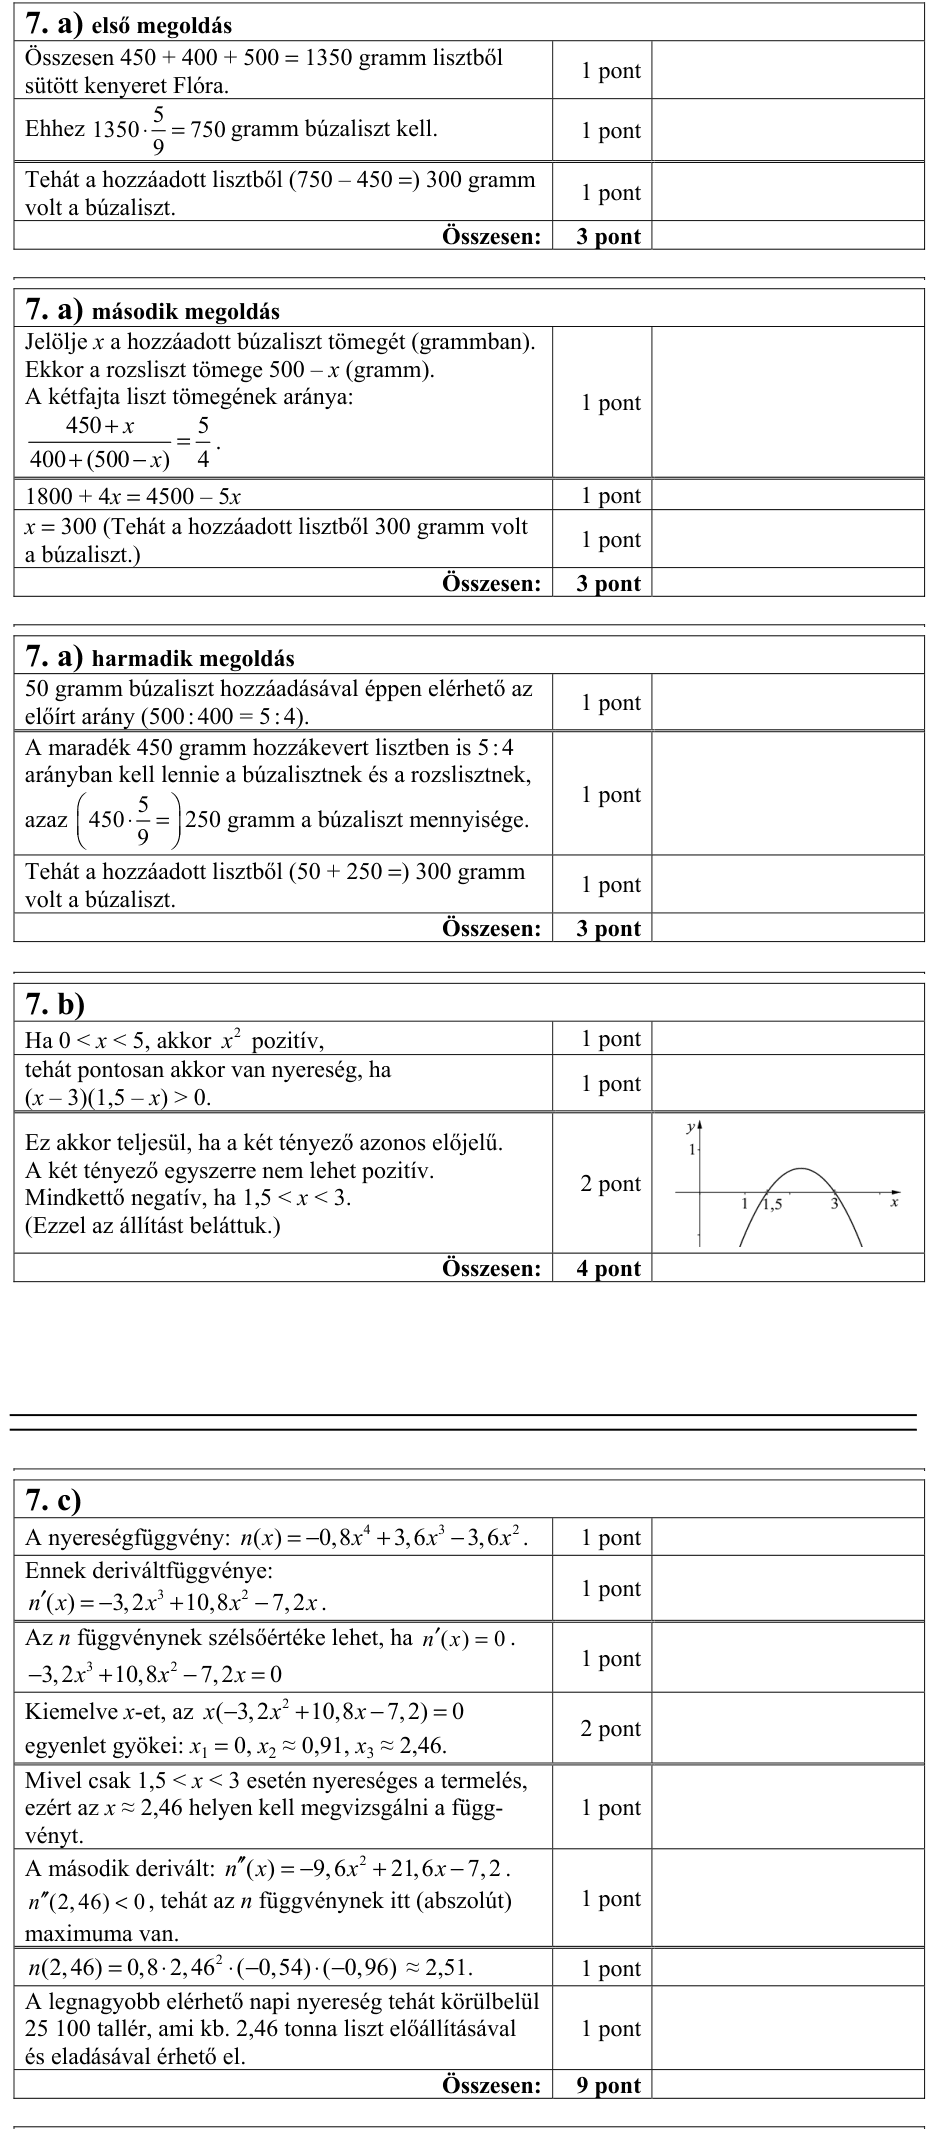 7. a) első megoldás
Összesen 450 + 400 + 500 = 1350 gramm lisztből
sütött kenyeret Flóra.
1 pont
Ehhez 1350·5/9 = 750 gramm búzaliszt kell.
1 pont
Tehát a hozzáadott lisztből (750 – 450 =) 300 gramm
volt a búzaliszt.
1 pont
Összesen: 3 pont
7. a) második megoldás
Jelölje x a hozzáadott búzaliszt tömegét (grammban).
Ekkor a rozsliszt tömege 500 – x (gramm).
A kétfajta liszt tömegének aránya:
(450+x)/(400+(500−x)) = 5/4.
1 pont
1800 + 4x = 4500 – 5x
1 pont
x = 300 (Tehát a hozzáadott lisztből 300 gramm volt
a búzaliszt.)
1 pont
Összesen: 3 pont
7. a) harmadik megoldás
50 gramm búzaliszt hozzáadásával éppen elérhető az
előírt arány (500:400 = 5:4).
1 pont
A maradék 450 gramm hozzákevert lisztben is 5:4
arányban kell lennie a búzalisztnek és a rozslisztnek,
azaz (450·5/9 =) 250 gramm a búzaliszt mennyisége.
1 pont
Tehát a hozzáadott lisztből (50 + 250 =) 300 gramm
volt a búzaliszt.
1 pont
Összesen: 3 pont
7. b)
Ha 0 < x < 5, akkor x² pozitív,
1 pont
tehát pontosan akkor van nyereség, ha
(x – 3)(1,5 – x) > 0.
1 pont
Ez akkor teljesül, ha a két tényező azonos előjelű.
A két tényező egyszerre nem lehet pozitív.
Mindkettő negatív, ha 1,5 < x < 3.
(Ezzel az állítást beláttuk.)
2 pont
y
1
1 1,5 3 x
Összesen: 4 pont
7. c)
A nyereségfüggvény: n(x) = −0,8x⁴ + 3,6x³ − 3,6x².
1 pont
Ennek deriváltfüggvénye:
n′(x) = −3,2x³ + 10,8x² − 7,2x.
1 pont
Az n függvénynek szélsőértéke lehet, ha n′(x) = 0.
−3,2x³ + 10,8x² − 7,2x = 0
1 pont
Kiemelve x-et, az x(−3,2x² + 10,8x − 7,2) = 0
egyenlet gyökei: x₁ = 0, x₂ ≈ 0,91, x₃ ≈ 2,46.
2 pont
Mivel csak 1,5 < x < 3 esetén nyereséges a termelés,
ezért az x ≈ 2,46 helyen kell megvizsgálni a függ-
vényt.
1 pont
A második derivált: n″(x) = −9,6x² + 21,6x − 7,2.
n″(2,46) < 0, tehát az n függvénynek itt (abszolút)
maximuma van.
1 pont
n(2,46) = 0,8·2,46²·(−0,54)·(−0,96) ≈ 2,51.
1 pont
A legnagyobb elérhető napi nyereség tehát körülbelül
25 100 tallér, ami kb. 2,46 tonna liszt előállításával
és eladásával érhető el.
1 pont
Összesen: 9 pont